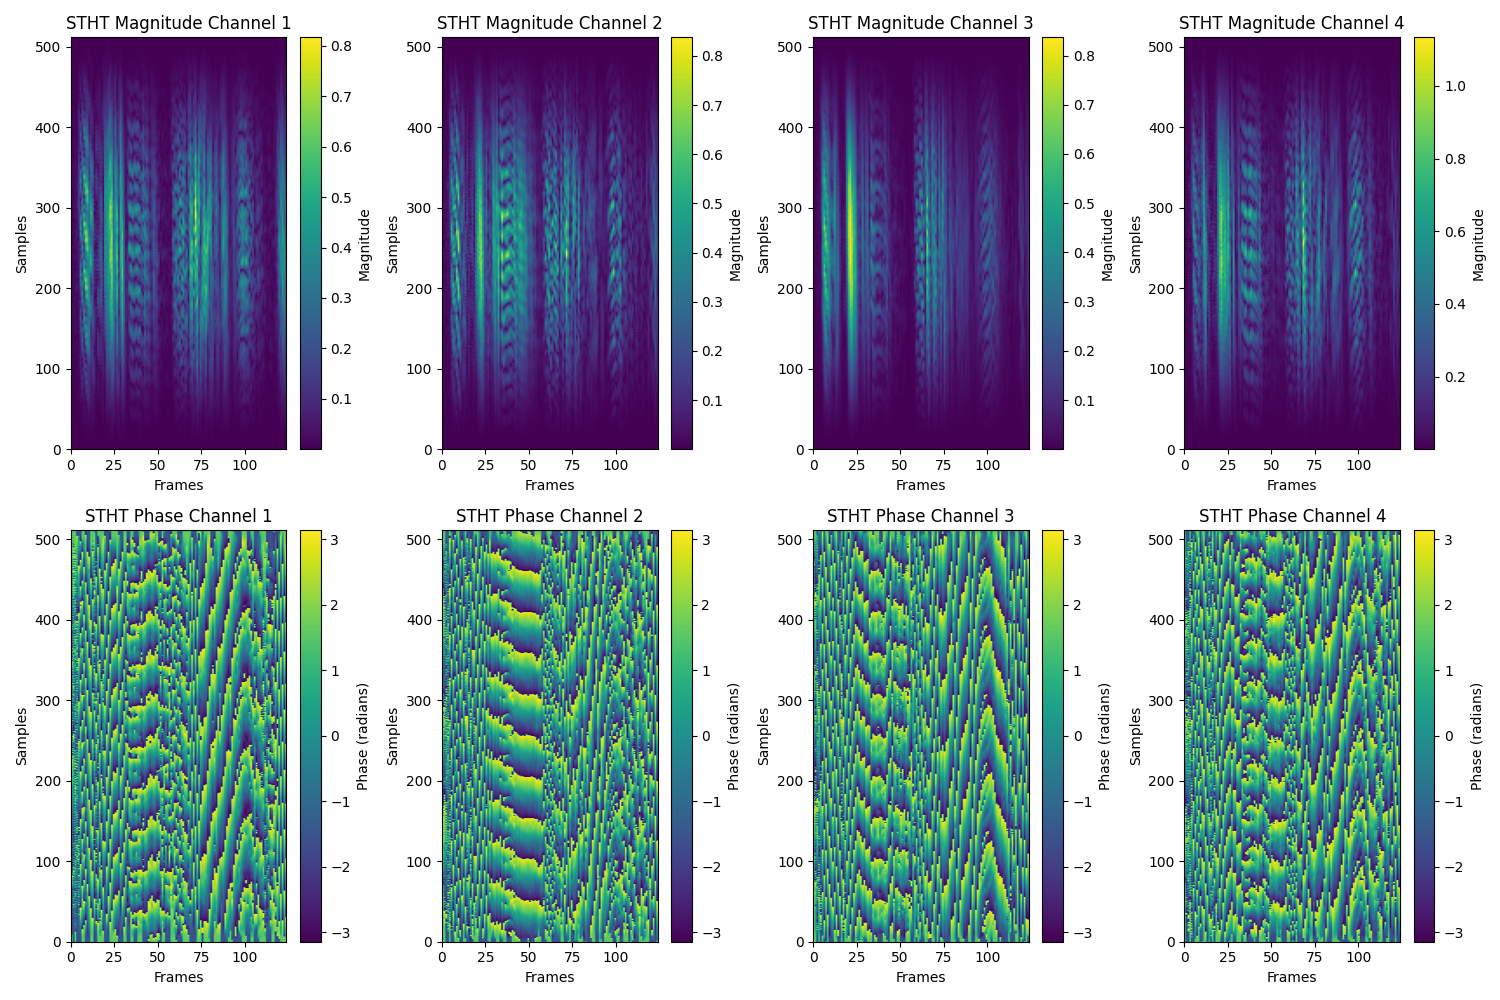 STHT Magnitude Channel 1
STHT Magnitude Channel 2
STHT Magnitude Channel 3
STHT Magnitude Channel 4
500
400
300
200
100
0
Samples
0 25 50 75 100
Frames
0.8
0.7
0.6
0.5
0.4
0.3
0.2
0.1
Magnitude
500
400
300
200
100
0
Samples
0 25 50 75 100
Frames
0.8
0.7
0.6
0.5
0.4
0.3
0.2
0.1
Magnitude
500
400
300
200
100
0
Samples
0 25 50 75 100
Frames
0.8
0.7
0.6
0.5
0.4
0.3
0.2
0.1
Magnitude
500
400
300
200
100
0
Samples
0 25 50 75 100
Frames
1.0
0.8
0.6
0.4
0.2
Magnitude
STHT Phase Channel 1
STHT Phase Channel 2
STHT Phase Channel 3
STHT Phase Channel 4
500
400
300
200
100
0
Samples
0 25 50 75 100
Frames
3
2
1
0
−1
−2
−3
Phase (radians)
500
400
300
200
100
0
Samples
0 25 50 75 100
Frames
3
2
1
0
−1
−2
−3
Phase (radians)
500
400
300
200
100
0
Samples
0 25 50 75 100
Frames
3
2
1
0
−1
−2
−3
Phase (radians)
500
400
300
200
100
0
Samples
0 25 50 75 100
Frames
3
2
1
0
−1
−2
−3
Phase (radians)